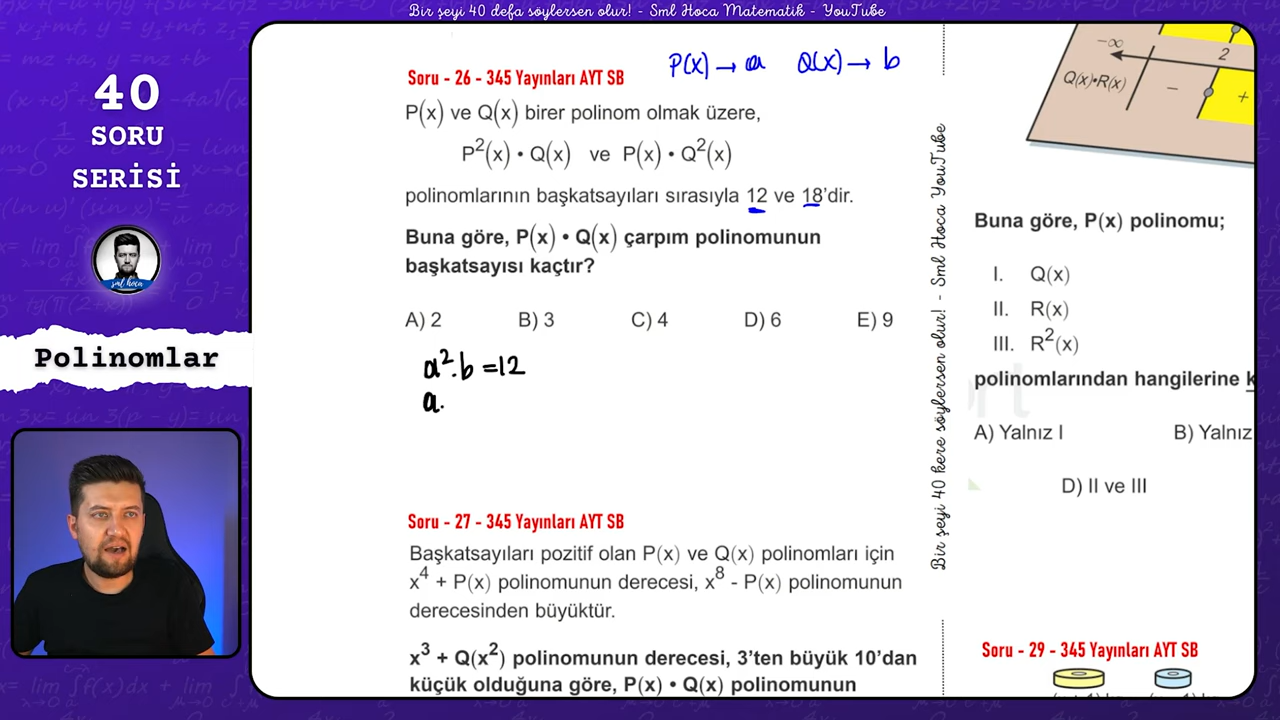 Bir şeyi 40 defa söylersen olur! - Sml Hoca Matematik - YouTube
40
SORU
SERİSİ
sml hoca
Polinomlar
Soru - 26 - 345 Yayınları AYT SB
P(x) → a Q(x) → b
P(x) ve Q(x) birer polinom olmak üzere,
P²(x) • Q(x) ve P(x) • Q²(x)
polinomlarının başkatsayıları sırasıyla 12 ve 18'dir.
Buna göre, P(x) • Q(x) çarpım polinomunun
başkatsayısı kaçtır?
A) 2 B) 3 C) 4 D) 6 E) 9
a².b = 12
a.
Soru - 27 - 345 Yayınları AYT SB
Başkatsayıları pozitif olan P(x) ve Q(x) polinomları için
x⁴ + P(x) polinomunun derecesi, x⁸ - P(x) polinomunun
derecesinden büyüktür.
x³ + Q(x²) polinomunun derecesi, 3'ten büyük 10'dan
küçük olduğuna göre, P(x) • Q(x) polinomunun
Bir şeyi 40 kere söylersen olur! - Sml Hoca YouTube
-∞ 2
Q(x)•R(x) - +
Buna göre, P(x) polinomu;
I. Q(x)
II. R(x)
III. R²(x)
polinomlarından hangilerine k
A) Yalnız I B) Yalnız
D) II ve III
Soru - 29 - 345 Yayınları AYT SB